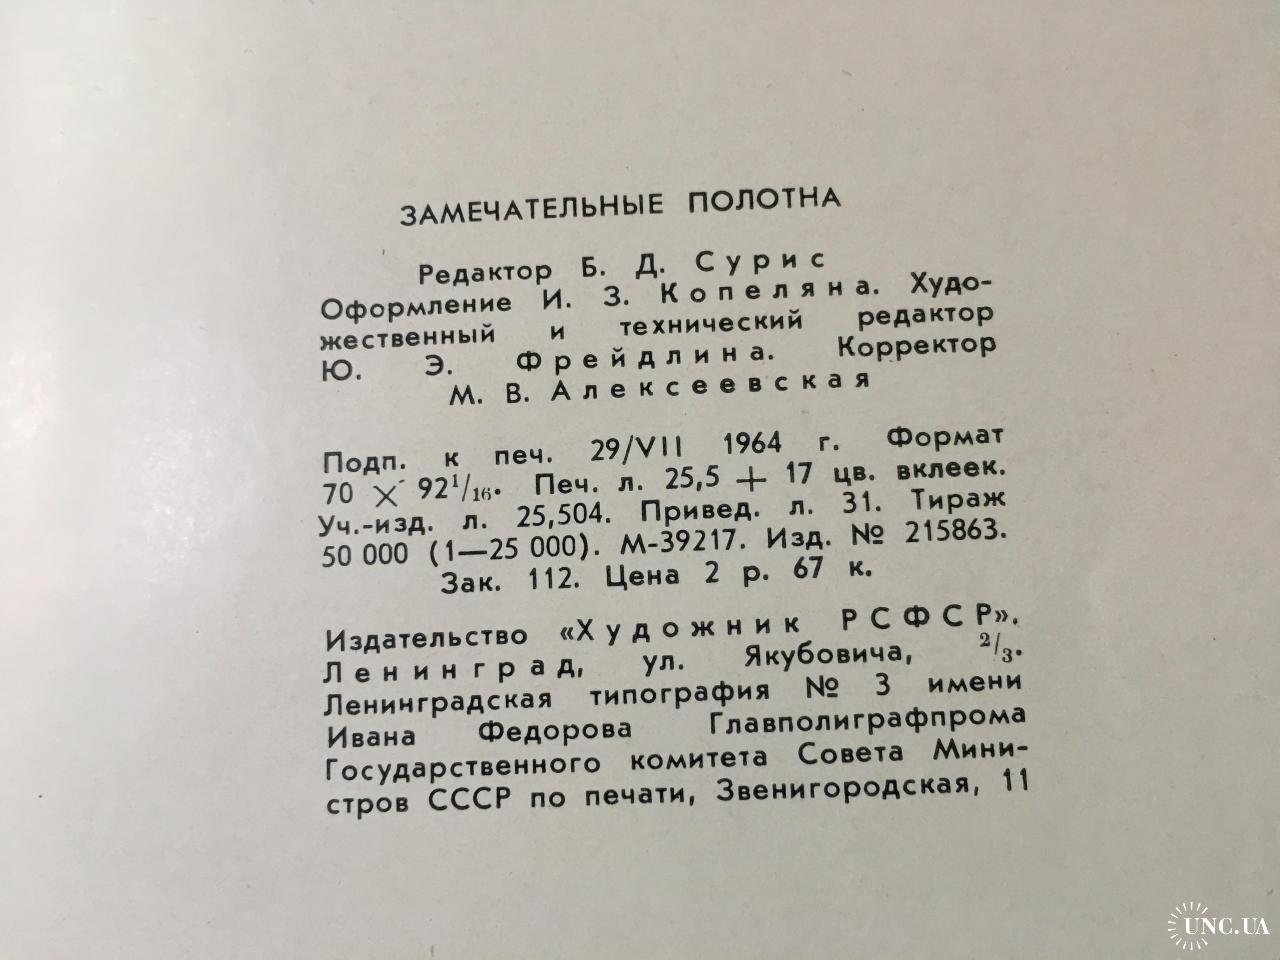 ЗАМЕЧАТЕЛЬНЫЕ ПОЛОТНА
Редактор Б. Д. Сурис
Оформление И. З. Копеляна. Худо-
жественный и технический редактор
Ю. Э. Фрейдлина. Корректор
М. В. Алексеевская
Подп. к печ. 29/VII 1964 г. Формат
70 × 92¹/₁₆. Печ. л. 25,5 + 17 цв. вклеек.
Уч.-изд. л. 25,504. Привед. л. 31. Тираж
50 000 (1—25 000). М-39217. Изд. № 215863.
Зак. 112. Цена 2 р. 67 к.
Издательство «Художник РСФСР».
Ленинград, ул. Якубовича, ²/₃.
Ленинградская типография № 3 имени
Ивана Федорова Главполиграфпрома
Государственного комитета Совета Мини-
стров СССР по печати, Звенигородская, 11
UNC.UA